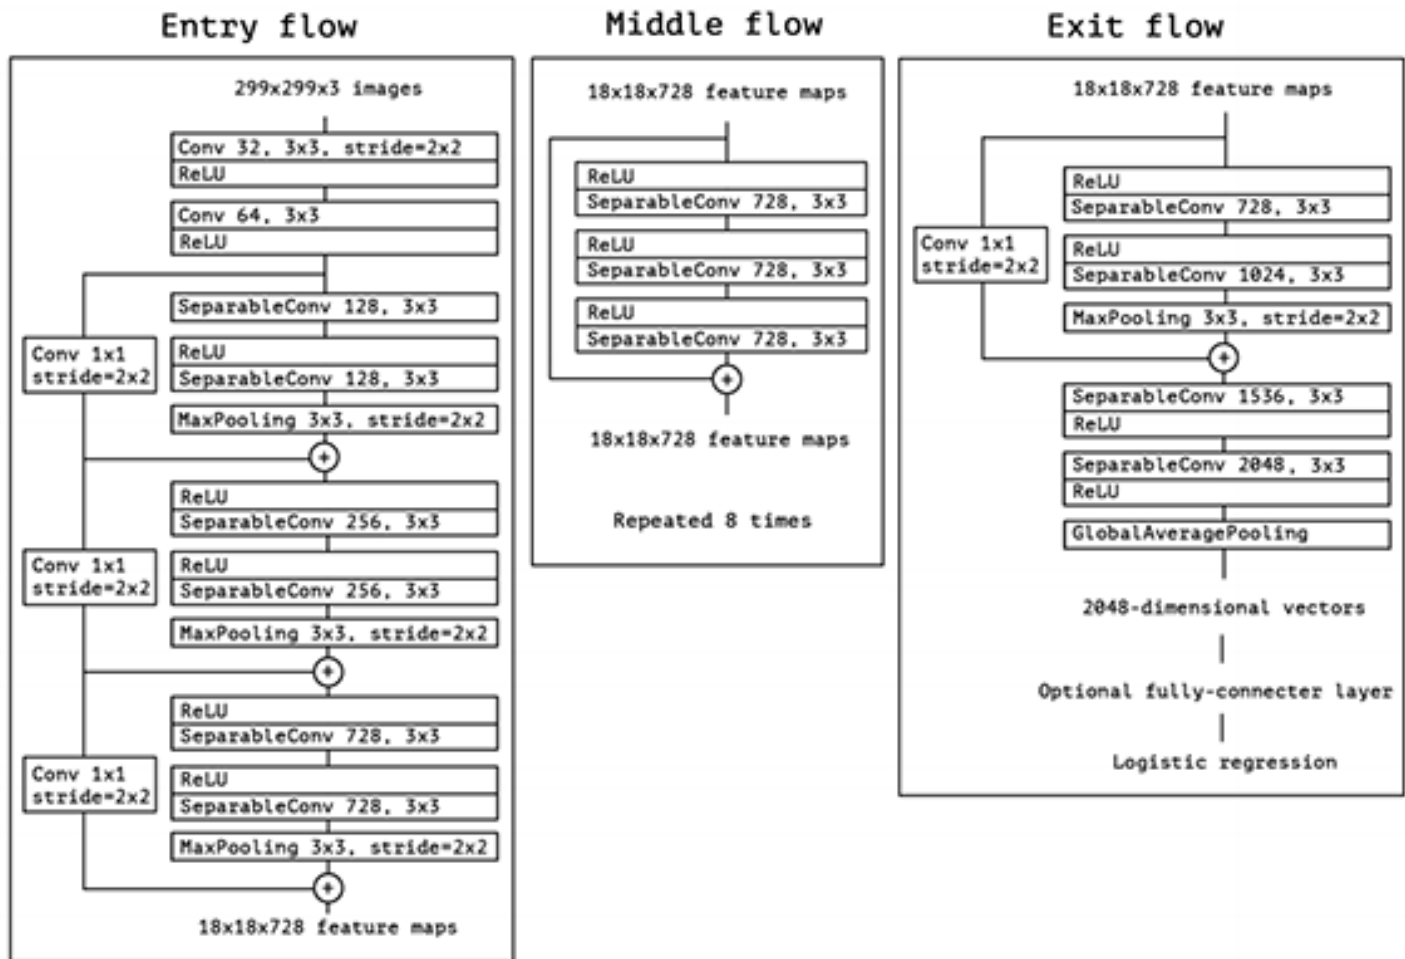 Entry flow
299x299x3 images
Conv 32, 3x3, stride=2x2
ReLU
Conv 64, 3x3
ReLU
SeparableConv 128, 3x3
Conv 1x1
stride=2x2
ReLU
SeparableConv 128, 3x3
MaxPooling 3x3, stride=2x2
+
ReLU
SeparableConv 256, 3x3
Conv 1x1
stride=2x2
ReLU
SeparableConv 256, 3x3
MaxPooling 3x3, stride=2x2
+
ReLU
SeparableConv 728, 3x3
Conv 1x1
stride=2x2
ReLU
SeparableConv 728, 3x3
MaxPooling 3x3, stride=2x2
+
18x18x728 feature maps
Middle flow
18x18x728 feature maps
ReLU
SeparableConv 728, 3x3
ReLU
SeparableConv 728, 3x3
ReLU
SeparableConv 728, 3x3
+
18x18x728 feature maps
Repeated 8 times
Exit flow
18x18x728 feature maps
ReLU
SeparableConv 728, 3x3
Conv 1x1
stride=2x2
ReLU
SeparableConv 1024, 3x3
MaxPooling 3x3, stride=2x2
+
SeparableConv 1536, 3x3
ReLU
SeparableConv 2048, 3x3
ReLU
GlobalAveragePooling
2048-dimensional vectors
Optional fully-connecter layer
Logistic regression